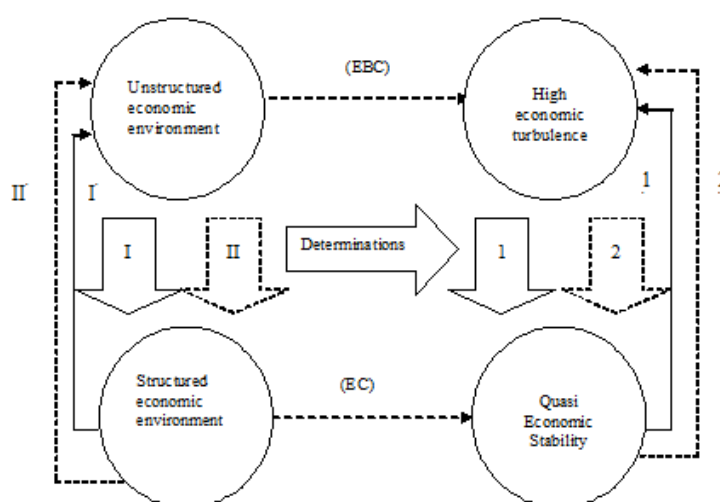 (EBC)
Unstructured
economic
environment
High
economic
turbulence
II'
I'
1
I
II
Determinations
1
2
Structured
economic
environment
(EC)
Quasi
Economic
Stability